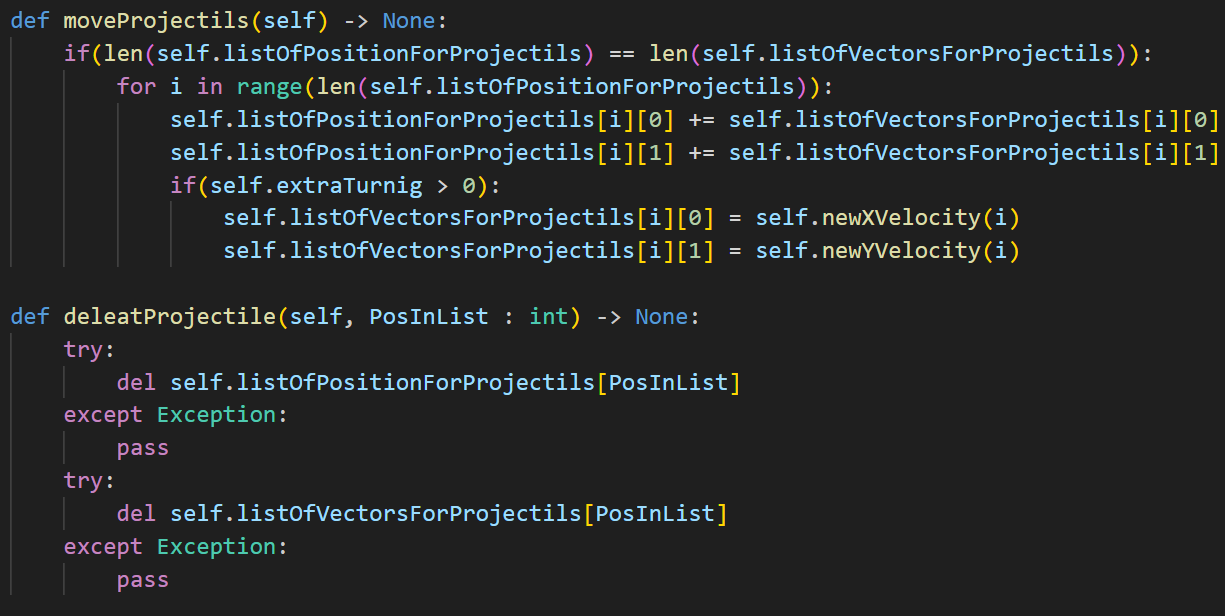 def moveProjectils(self) -> None:
    if(len(self.listOfPositionForProjectils) == len(self.listOfVectorsForProjectils)):
        for i in range(len(self.listOfPositionForProjectils)):
            self.listOfPositionForProjectils[i][0] += self.listOfVectorsForProjectils[i][0]
            self.listOfPositionForProjectils[i][1] += self.listOfVectorsForProjectils[i][1]
            if(self.extraTurnig > 0):
                self.listOfVectorsForProjectils[i][0] = self.newXVelocity(i)
                self.listOfVectorsForProjectils[i][1] = self.newYVelocity(i)

def deleatProjectile(self, PosInList : int) -> None:
    try:
        del self.listOfPositionForProjectils[PosInList]
    except Exception:
        pass
    try:
        del self.listOfVectorsForProjectils[PosInList]
    except Exception:
        pass